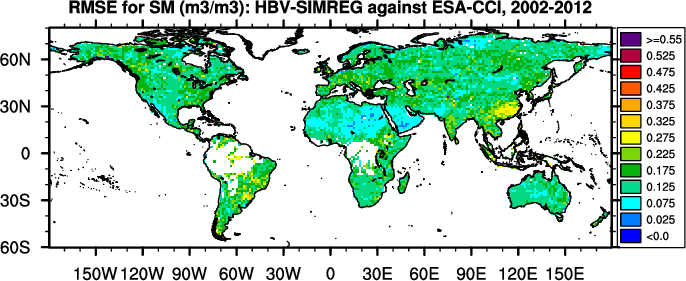 RMSE for SM (m3/m3): HBV-SIMREG against ESA-CCI, 2002-2012
60N
30N
0
30S
60S
150W 120W 90W 60W 30W 0 30E 60E 90E 120E 150E
>=0.55
0.525
0.475
0.425
0.375
0.325
0.275
0.225
0.175
0.125
0.075
0.025
<0.0